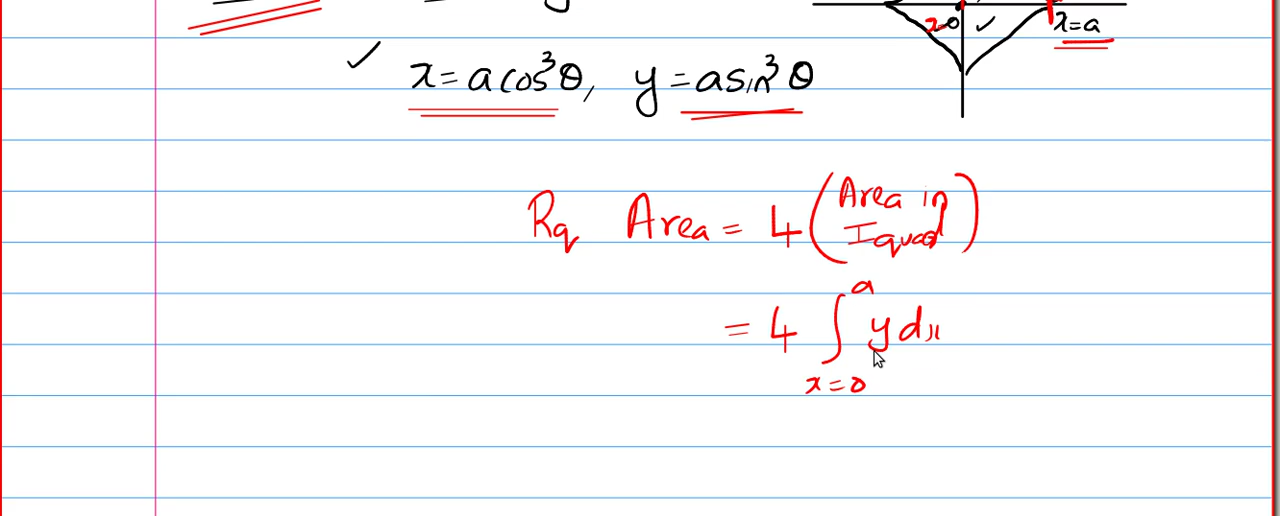 x=0 x=a
x = a cos³θ, y = a sin³θ
Rq Area = 4 (Area in I quad)
= 4 ∫_{x=0}^{a} y dx